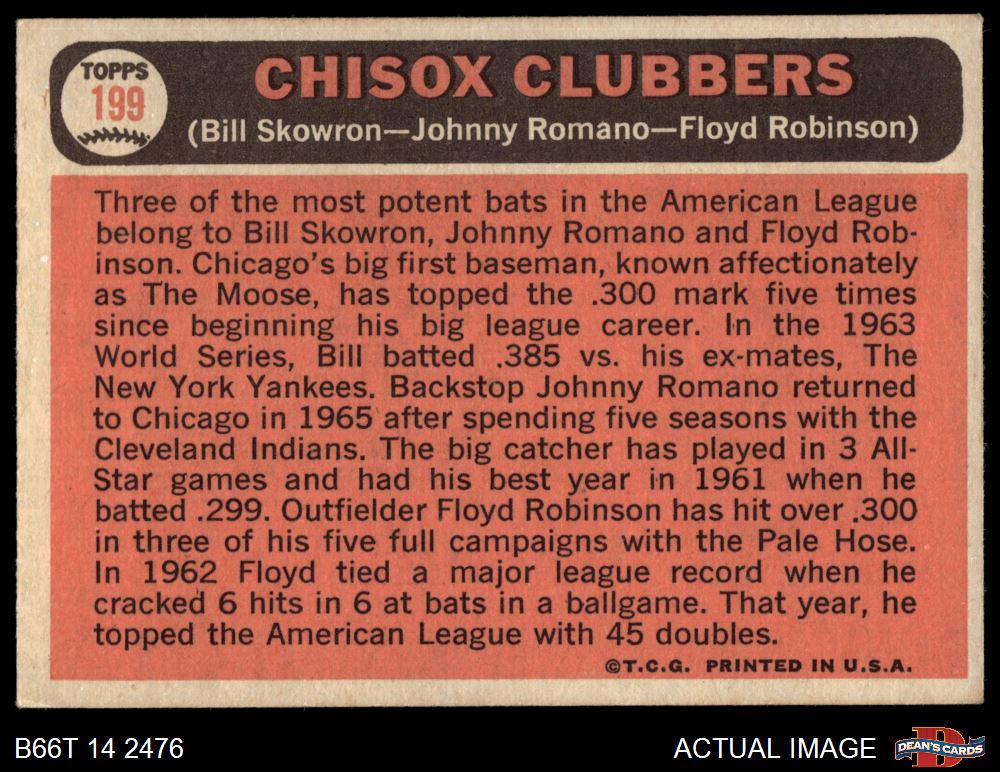 TOPPS
199
CHISOX CLUBBERS
(Bill Skowron—Johnny Romano—Floyd Robinson)
Three of the most potent bats in the American League
belong to Bill Skowron, Johnny Romano and Floyd Rob-
inson. Chicago's big first baseman, known affectionately
as The Moose, has topped the .300 mark five times
since beginning his big league career. In the 1963
World Series, Bill batted .385 vs. his ex-mates, The
New York Yankees. Backstop Johnny Romano returned
to Chicago in 1965 after spending five seasons with the
Cleveland Indians. The big catcher has played in 3 All-
Star games and had his best year in 1961 when he
batted .299. Outfielder Floyd Robinson has hit over .300
in three of his five full campaigns with the Pale Hose.
In 1962 Floyd tied a major league record when he
cracked 6 hits in 6 at bats in a ballgame. That year, he
topped the American League with 45 doubles.
©T.C.G. PRINTED IN U.S.A.
B66T 14 2476
ACTUAL IMAGE
D
DEAN'S CARDS